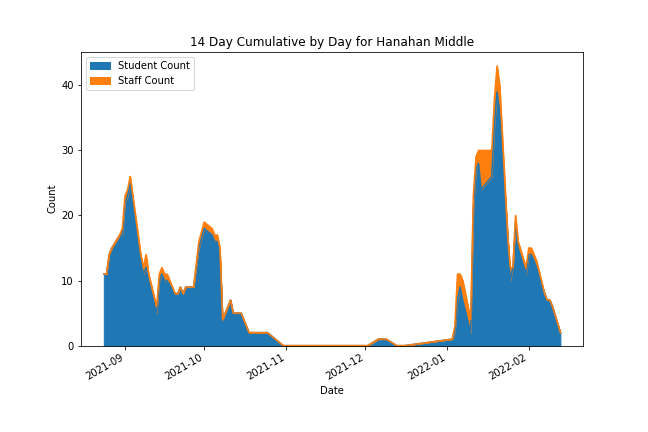 14 Day Cumulative by Day for Hanahan Middle
Student Count
Staff Count
40
30
20
10
0
Count
2021-09
2021-10
2021-11
2021-12
2022-01
2022-02
Date